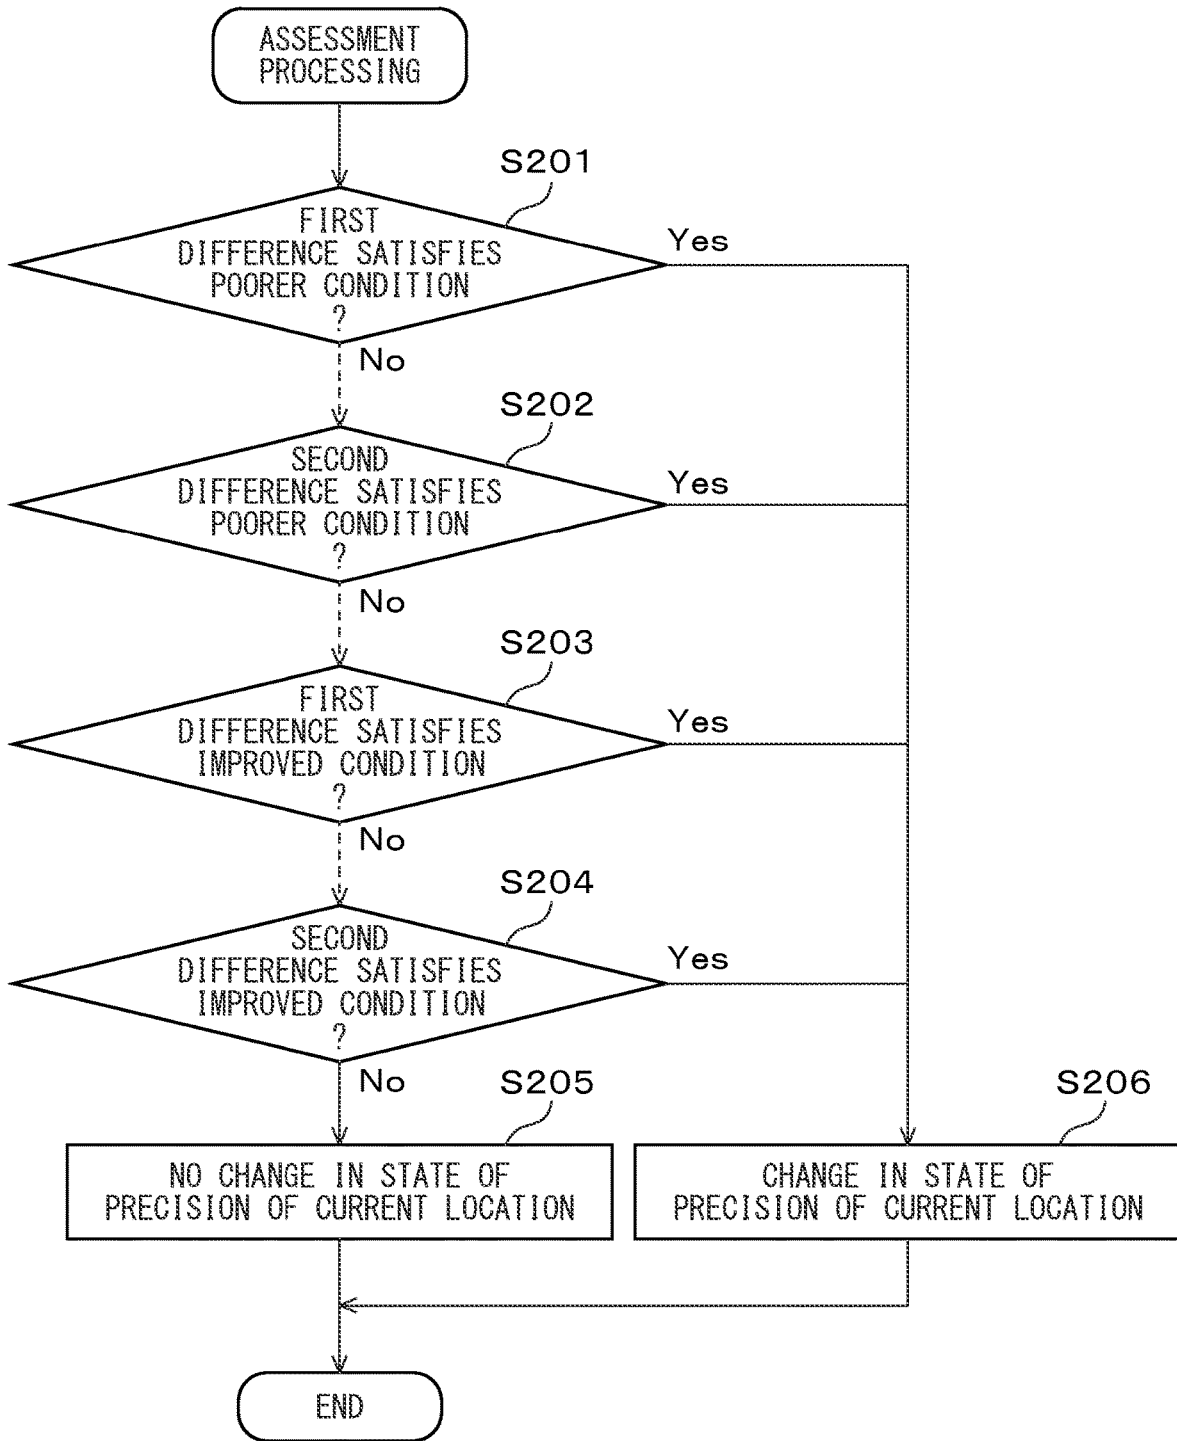 ASSESSMENT
PROCESSING
S201
FIRST
DIFFERENCE SATISFIES
POORER CONDITION
?
Yes
No
S202
SECOND
DIFFERENCE SATISFIES
POORER CONDITION
?
Yes
No
S203
FIRST
DIFFERENCE SATISFIES
IMPROVED CONDITION
?
Yes
No
S204
SECOND
DIFFERENCE SATISFIES
IMPROVED CONDITION
?
Yes
No
S205
NO CHANGE IN STATE OF
PRECISION OF CURRENT LOCATION
S206
CHANGE IN STATE OF
PRECISION OF CURRENT LOCATION
END